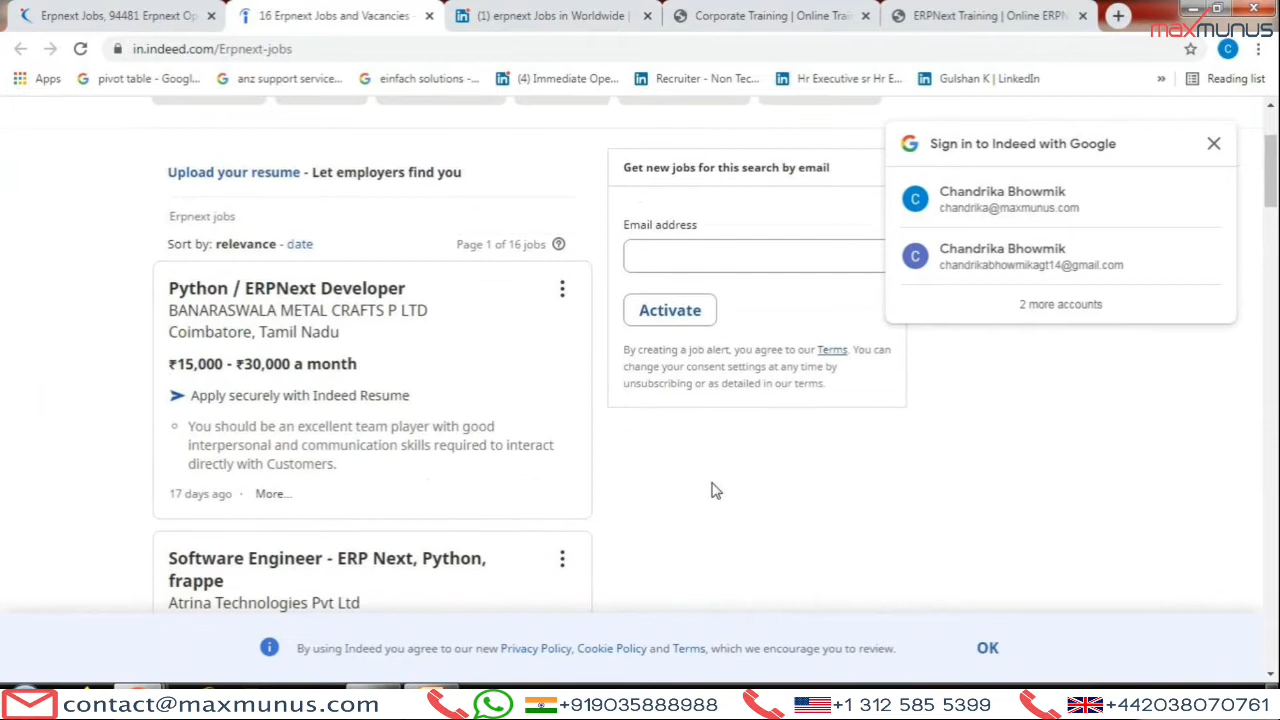 Erpnext Jobs, 94481 Erpnext Op
16 Erpnext Jobs and Vacancies -
(1) erpnext Jobs in Worldwide |
Corporate Training | Online Trai
ERPNext Training | Online ERPN
maxmunus
in.indeed.com/Erpnext-jobs
C
Apps
pivot table - Googl...
anz support service...
einfach solutions -...
(4) Immediate Ope...
Recruiter - Non Tec...
Hr Executive sr Hr E...
Gulshan K | LinkedIn
»
Reading list
Upload your resume - Let employers find you
Erpnext jobs
Sort by: relevance - date
Page 1 of 16 jobs
Python / ERPNext Developer
BANARASWALA METAL CRAFTS P LTD
Coimbatore, Tamil Nadu
₹15,000 - ₹30,000 a month
Apply securely with Indeed Resume
You should be an excellent team player with good
interpersonal and communication skills required to interact
directly with Customers.
17 days ago · More...
Software Engineer - ERP Next, Python,
frappe
Atrina Technologies Pvt Ltd
Get new jobs for this search by email
Email address
Activate
By creating a job alert, you agree to our Terms. You can
change your consent settings at any time by
unsubscribing or as detailed in our terms.
Sign in to Indeed with Google
C
Chandrika Bhowmik
chandrika@maxmunus.com
C
Chandrika Bhowmik
chandrikabhowmikagt14@gmail.com
2 more accounts
By using Indeed you agree to our new Privacy Policy, Cookie Policy and Terms, which we encourage you to review.
OK
contact@maxmunus.com
+919035888988
+1 312 585 5399
+442038070761